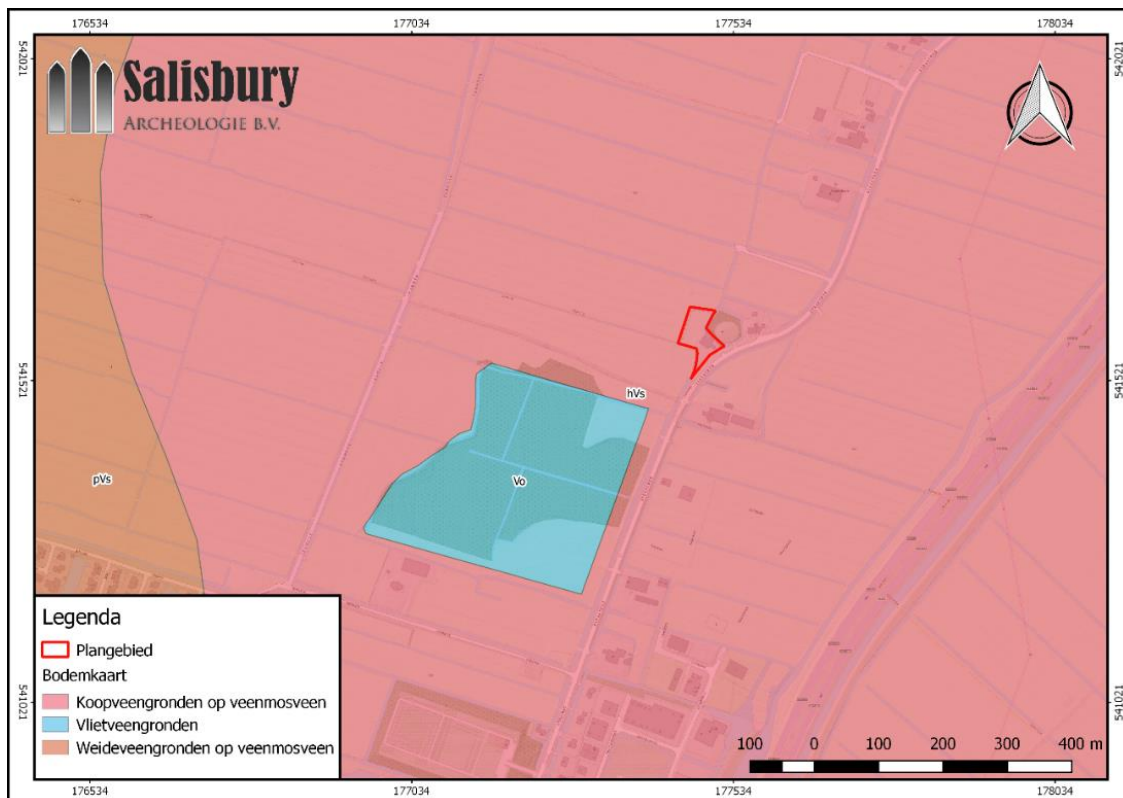 176534 177034 177534 178034
542021 542021
Salisbury
ARCHEOLOGIE B.V.
541521 541521
hVs
pVs
Vo
Legenda
Plangebied
Bodemkaart
Koopveengronden op veenmosveen
Vlietveengronden
Weideveengronden op veenmosveen
541021 541021
100 0 100 200 300 400 m
176534 177034 177534 178034